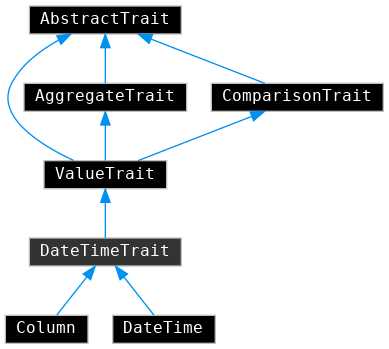 AbstractTrait
AggregateTrait
ComparisonTrait
ValueTrait
DateTimeTrait
Column
DateTime